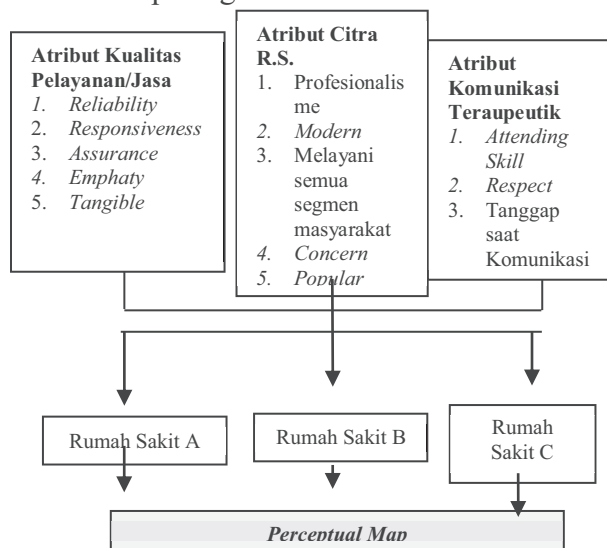 Atribut Kualitas
Pelayanan/Jasa
1. Reliability
2. Responsiveness
3. Assurance
4. Emphaty
5. Tangible
Atribut Citra
R.S.
1. Profesionalis
me
2. Modern
3. Melayani
semua
segmen
masyarakat
4. Concern
5. Popular
Atribut
Komunikasi
Teraupeutik
1. Attending
Skill
2. Respect
3. Tanggap
saat
Komunikasi
Rumah Sakit A
Rumah Sakit B
Rumah
Sakit C
Perceptual Map